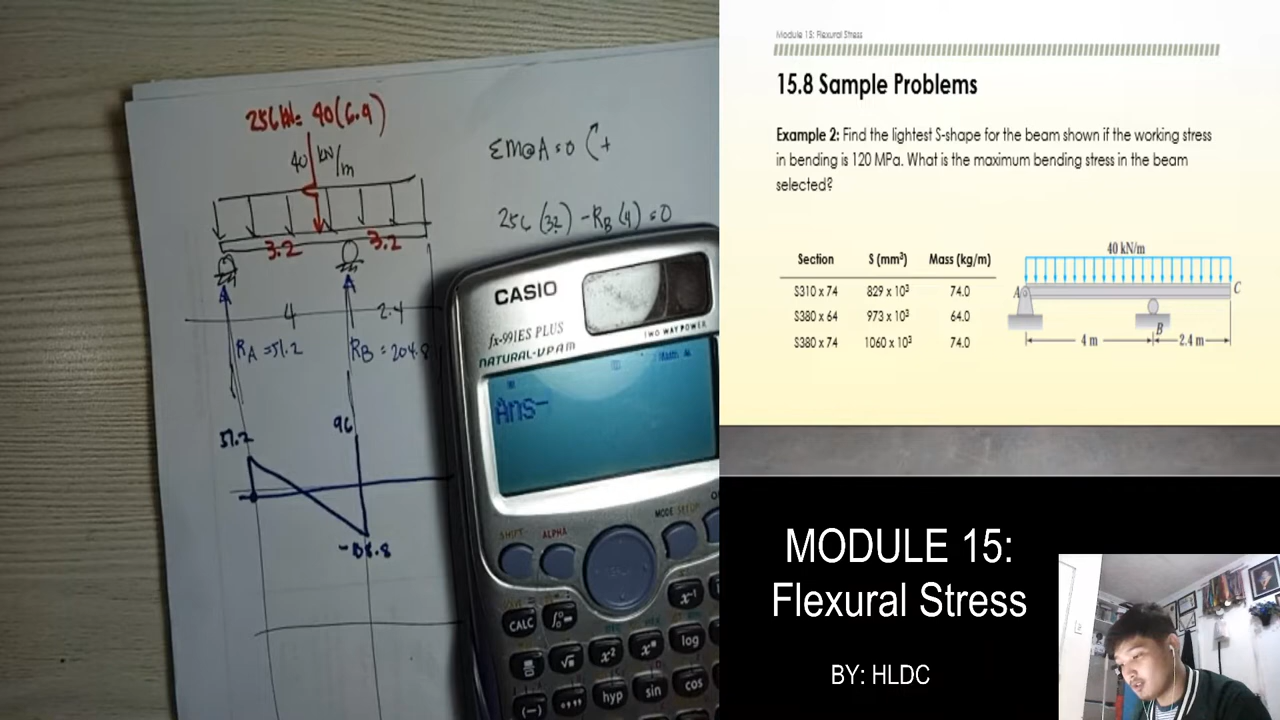 256 kN = 40(6.4)
40 kN/m
3.2 3.2
4 2.4
RA = 51.2 RB = 204.8
51.2
96
-108.8
ΣM@A = 0 (+
256 (3.2) - RB (4) = 0
CASIO
fx-991ES PLUS
TWO WAY POWER
NATURAL-V.P.A.M.
Math
Ans-
SHIFT ALPHA MODE SETUP
CALC
x² log
(-) hyp sin cos
Module 15: Flexural Stress
15.8 Sample Problems
Example 2: Find the lightest S-shape for the beam shown if the working stress
in bending is 120 MPa. What is the maximum bending stress in the beam
selected?
Section S (mm³) Mass (kg/m)
S310 x 74 829 x 10³ 74.0
S380 x 64 973 x 10³ 64.0
S380 x 74 1060 x 10³ 74.0
40 kN/m
A C
B
4 m 2.4 m
MODULE 15:
Flexural Stress
BY: HLDC